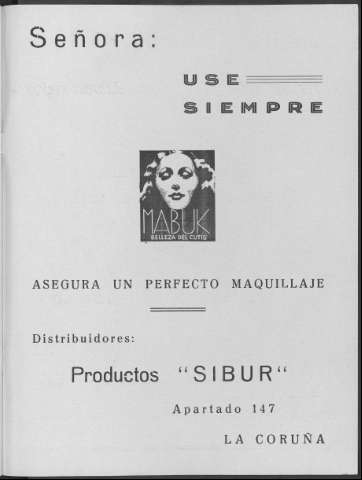 Señora:
USE
SIEMPRE
MABUK
BELLEZA DEL CUTIS
ASEGURA UN PERFECTO MAQUILLAJE
Distribuidores:
Productos "SIBUR"
Apartado 147
LA CORUÑA